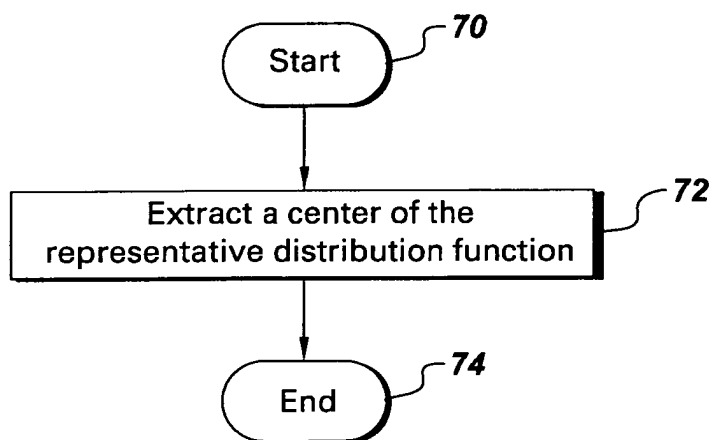 70
Start
72
Extract a center of the
representative distribution function
74
End